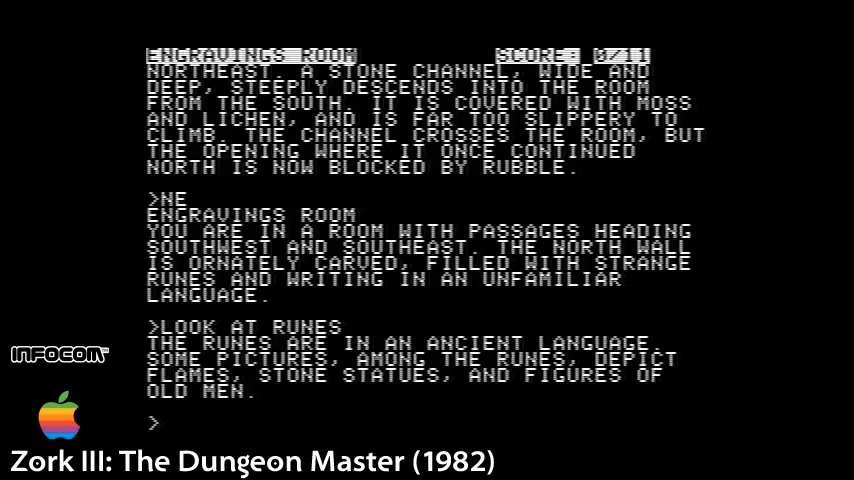 ENGRAVINGS ROOM SCORE: 0/11
NORTHEAST. A STONE CHANNEL, WIDE AND
DEEP, STEEPLY DESCENDS INTO THE ROOM
FROM THE SOUTH. IT IS COVERED WITH MOSS
AND LICHEN, AND IS FAR TOO SLIPPERY TO
CLIMB. THE CHANNEL CROSSES THE ROOM, BUT
THE OPENING WHERE IT ONCE CONTINUED
NORTH IS NOW BLOCKED BY RUBBLE.
>NE
ENGRAVINGS ROOM
YOU ARE IN A ROOM WITH PASSAGES HEADING
SOUTHWEST AND SOUTHEAST. THE NORTH WALL
IS ORNATELY CARVED, FILLED WITH STRANGE
RUNES AND WRITING IN AN UNFAMILIAR
LANGUAGE.
>LOOK AT RUNES
THE RUNES ARE IN AN ANCIENT LANGUAGE.
SOME PICTURES, AMONG THE RUNES, DEPICT
FLAMES, STONE STATUES, AND FIGURES OF
OLD MEN.
>
INFOCOM™
Zork III: The Dungeon Master (1982)